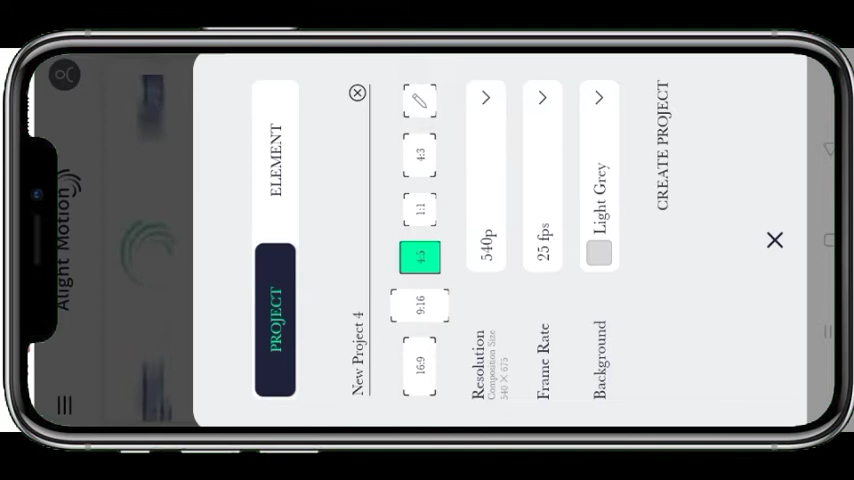 Alight Motion
PROJECT
ELEMENT
New Project 4
16:9
9:16
4:5
1:1
4:3
Resolution
Composition Size
540 X 675
540p
Frame Rate
25 fps
Background
Light Grey
CREATE PROJECT